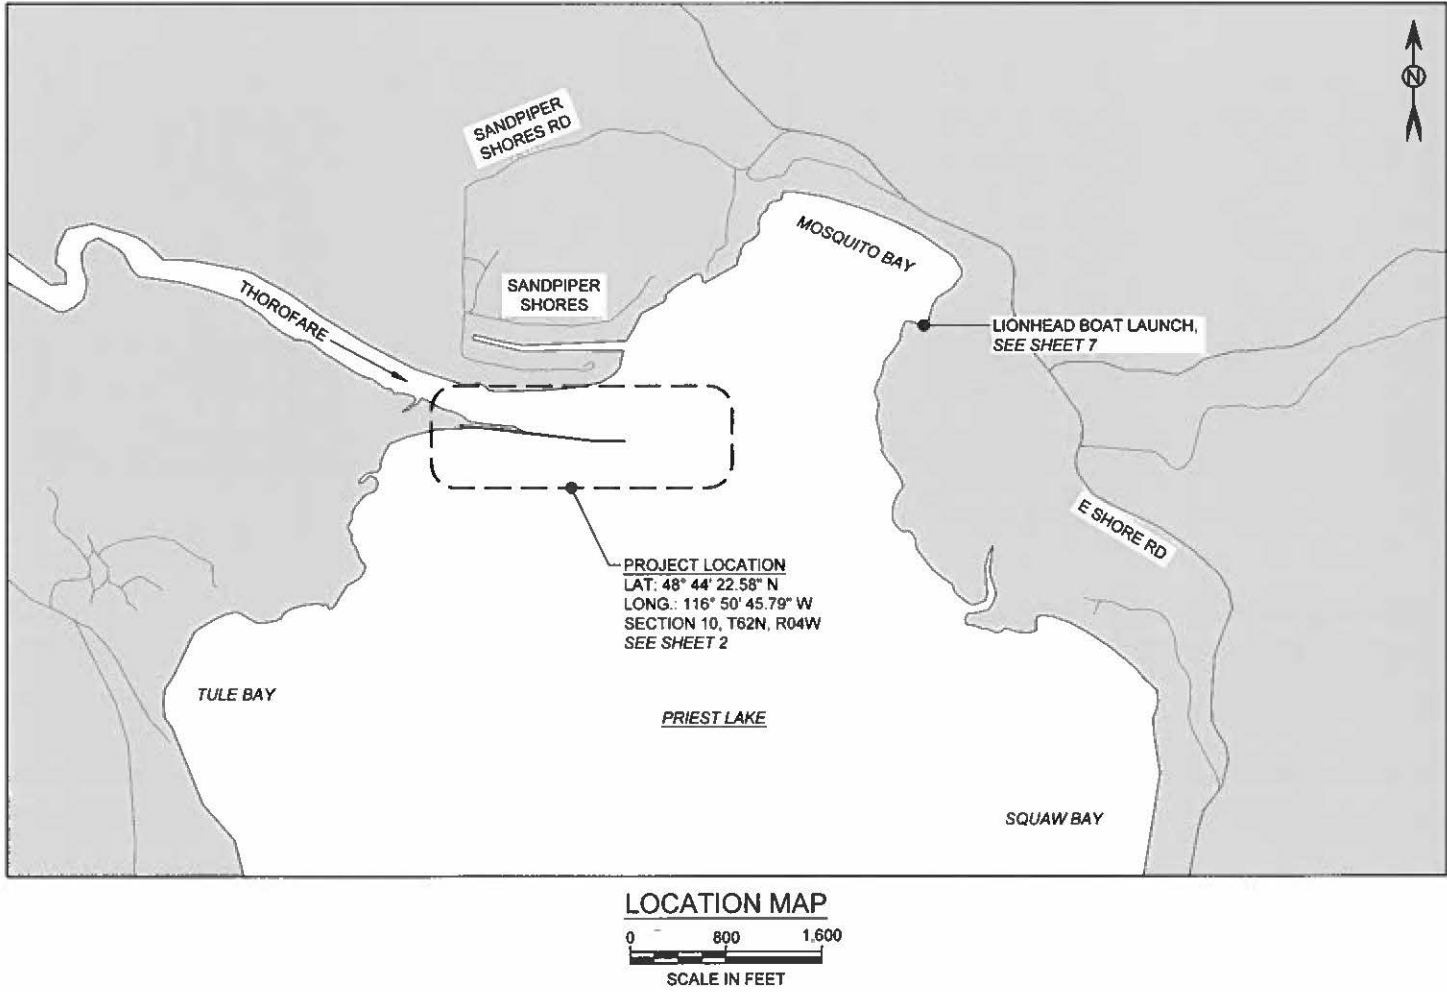 N
SANDPIPER
SHORES RD
MOSQUITO BAY
THOROFARE
SANDPIPER
SHORES
LIONHEAD BOAT LAUNCH,
SEE SHEET 7
E SHORE RD
PROJECT LOCATION
LAT: 48° 44' 22.58" N
LONG.: 116° 50' 45.79" W
SECTION 10, T62N, R04W
SEE SHEET 2
TULE BAY
PRIEST LAKE
SQUAW BAY
LOCATION MAP
0 800 1,600
SCALE IN FEET